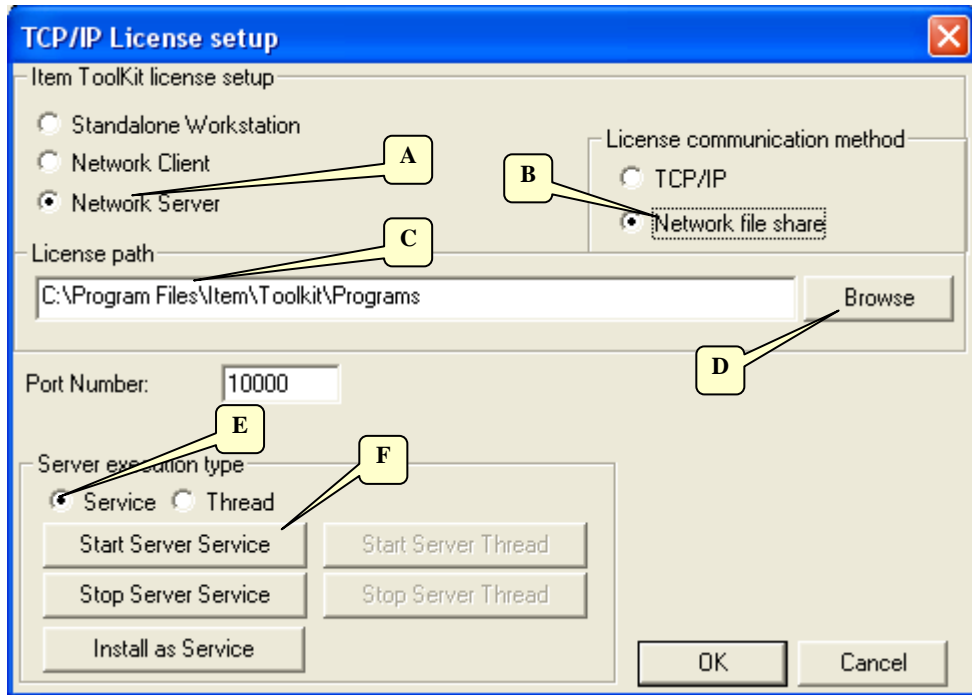 TCP/IP License setup
Item ToolKit license setup
Standalone Workstation
Network Client
Network Server
A
License communication method
TCP/IP
Network file share
B
License path
C
C:\Program Files\Item\Toolkit\Programs
Browse
D
Port Number:
10000
E
F
Server execution type
Service
Thread
Start Server Service
Start Server Thread
Stop Server Service
Stop Server Thread
Install as Service
OK
Cancel